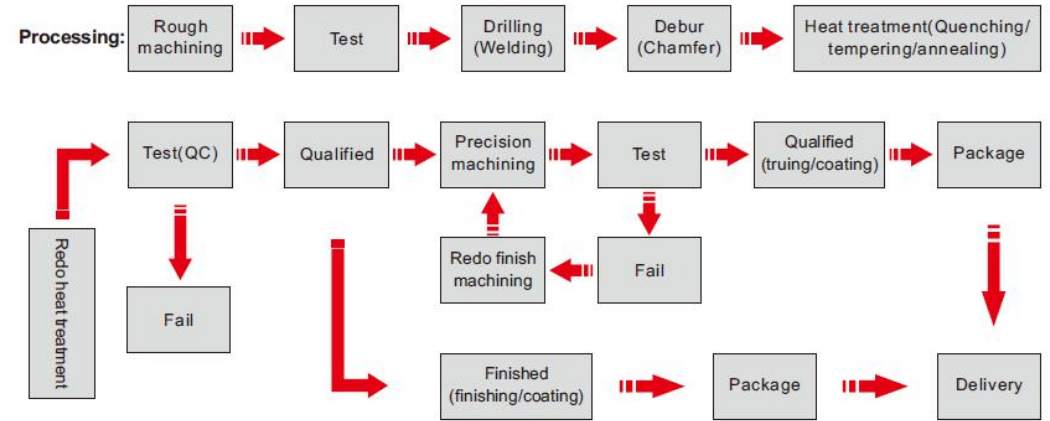 Processing:
Rough
machining
Test
Drilling
(Welding)
Debur
(Chamfer)
Heat treatment(Quenching/
tempering/annealing)
Test(QC)
Qualified
Precision
machining
Test
Qualified
(truing/coating)
Package
Redo heat treatment
Fail
Redo finish
machining
Fail
Finished
(finishing/coating)
Package
Delivery